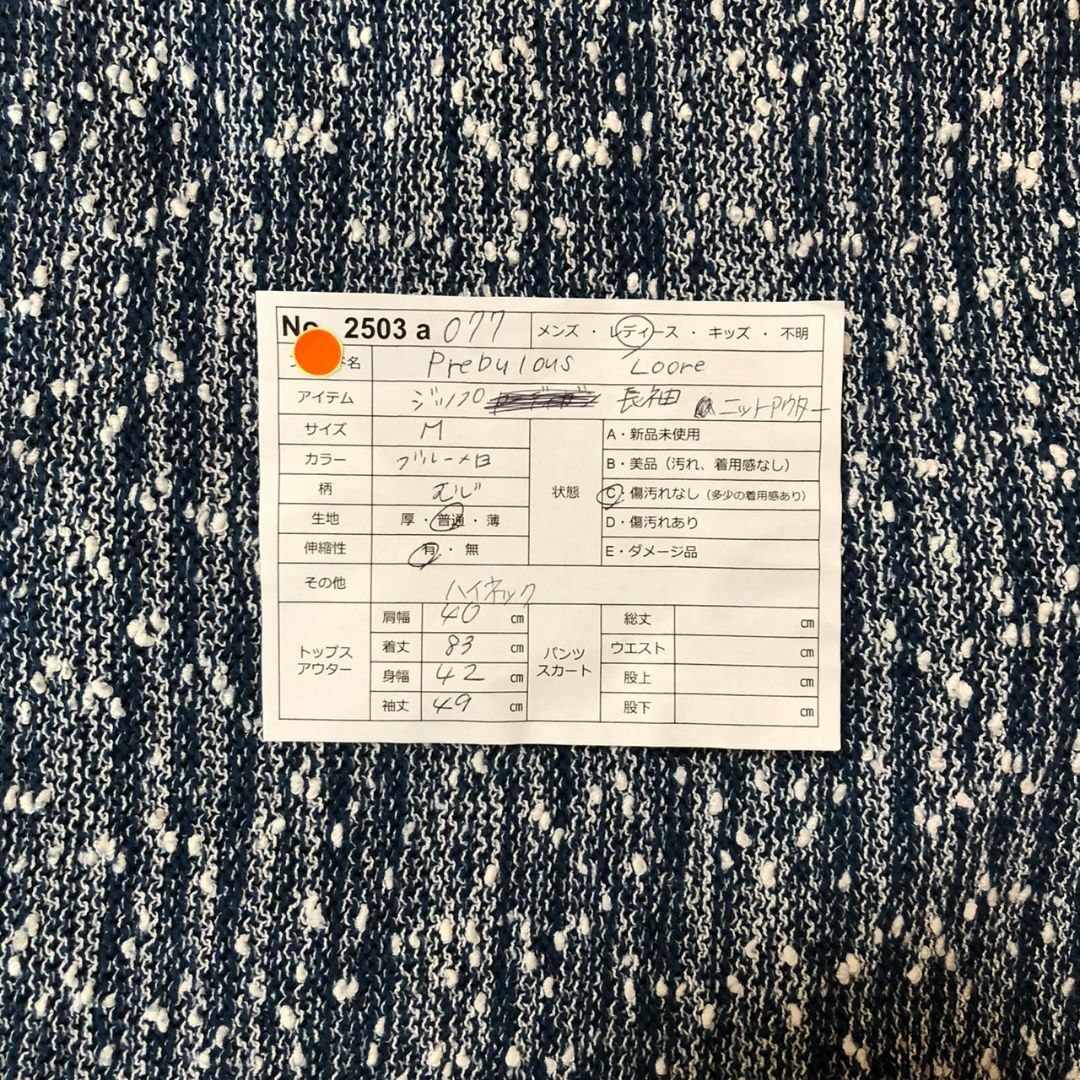 No. 2503 a 077 メンズ ・ レディース ・ キッズ ・ 不明
名 Prebulous Loore
アイテム ジップ 長袖 ニットアウター
サイズ M
カラー ブルー×白
柄 むじ
生地 厚 ・ 普通 ・ 薄
伸縮性 有 ・ 無
状態
A・新品未使用
B・美品（汚れ、着用感なし）
C・傷汚れなし（多少の着用感あり）
D・傷汚れあり
E・ダメージ品
その他 ハイネック
トップス
アウター
肩幅 40 cm
着丈 83 cm
身幅 42 cm
袖丈 49 cm
パンツ
スカート
総丈 cm
ウエスト cm
股上 cm
股下 cm